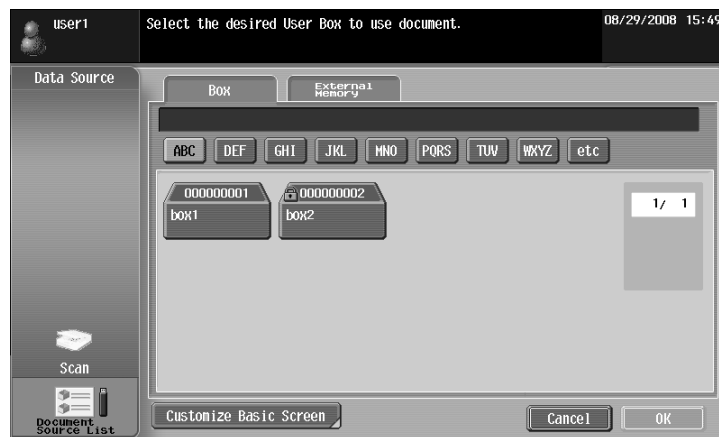 user1
Select the desired User Box to use document.
08/29/2008 15:49
Data Source
Box
External
Memory
ABC DEF GHI JKL MNO PQRS TUV WXYZ etc
000000001
box1
000000002
box2
1/ 1
Scan
Document
Source List
Customize Basic Screen
Cancel
OK